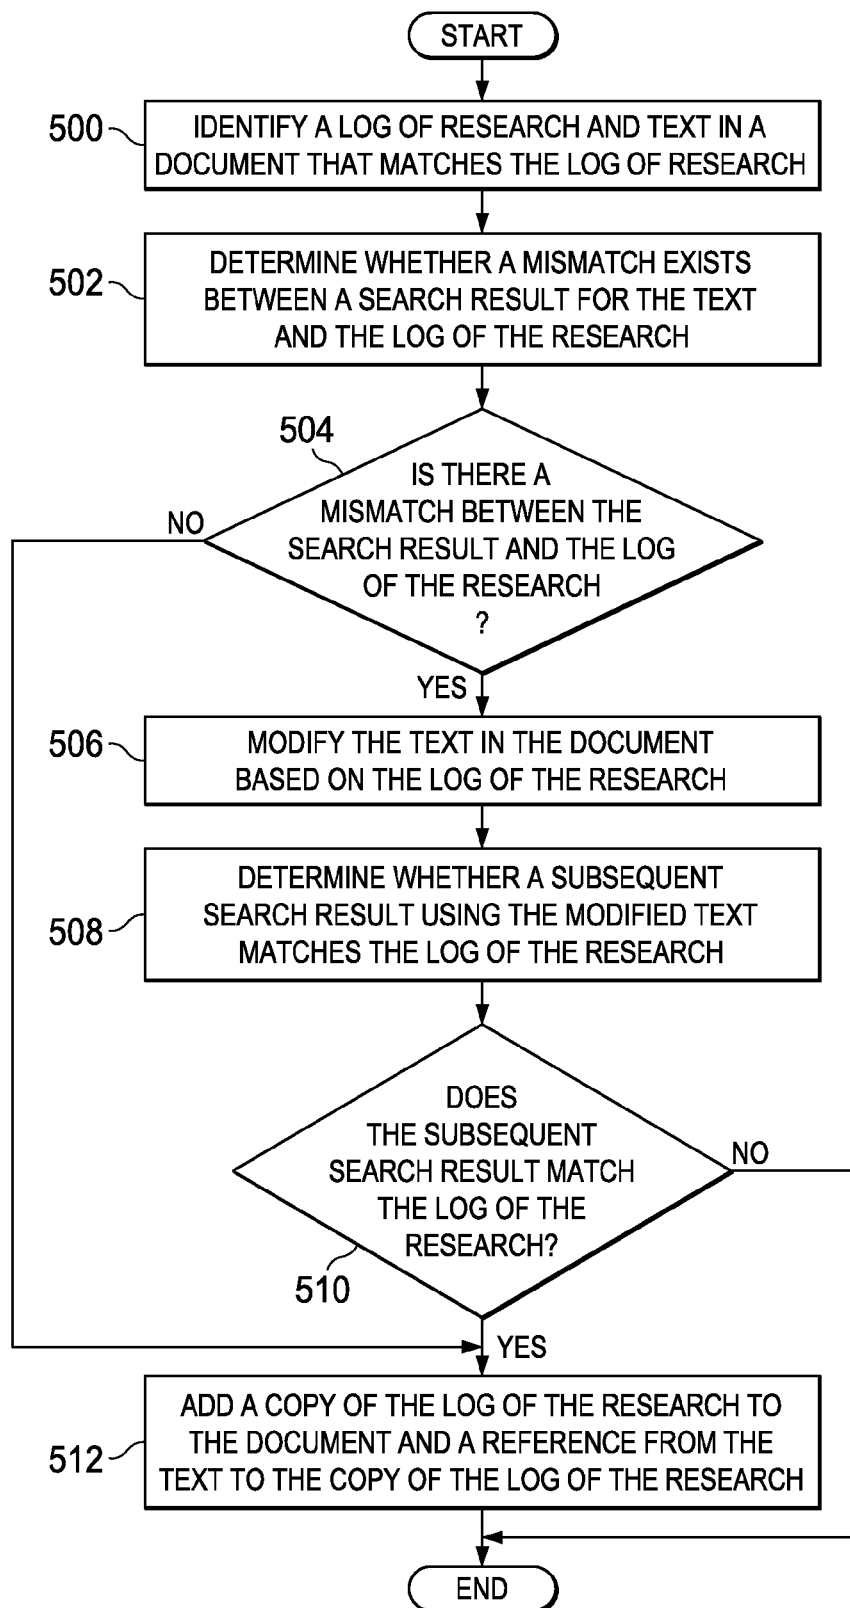 START
500
IDENTIFY A LOG OF RESEARCH AND TEXT IN A
DOCUMENT THAT MATCHES THE LOG OF RESEARCH
502
DETERMINE WHETHER A MISMATCH EXISTS
BETWEEN A SEARCH RESULT FOR THE TEXT
AND THE LOG OF THE RESEARCH
504
IS THERE A
MISMATCH BETWEEN THE
SEARCH RESULT AND THE LOG
OF THE RESEARCH
?
NO
YES
506
MODIFY THE TEXT IN THE DOCUMENT
BASED ON THE LOG OF THE RESEARCH
508
DETERMINE WHETHER A SUBSEQUENT
SEARCH RESULT USING THE MODIFIED TEXT
MATCHES THE LOG OF THE RESEARCH
DOES
THE SUBSEQUENT
SEARCH RESULT MATCH
THE LOG OF THE
RESEARCH?
NO
510
YES
512
ADD A COPY OF THE LOG OF THE RESEARCH TO
THE DOCUMENT AND A REFERENCE FROM THE
TEXT TO THE COPY OF THE LOG OF THE RESEARCH
END